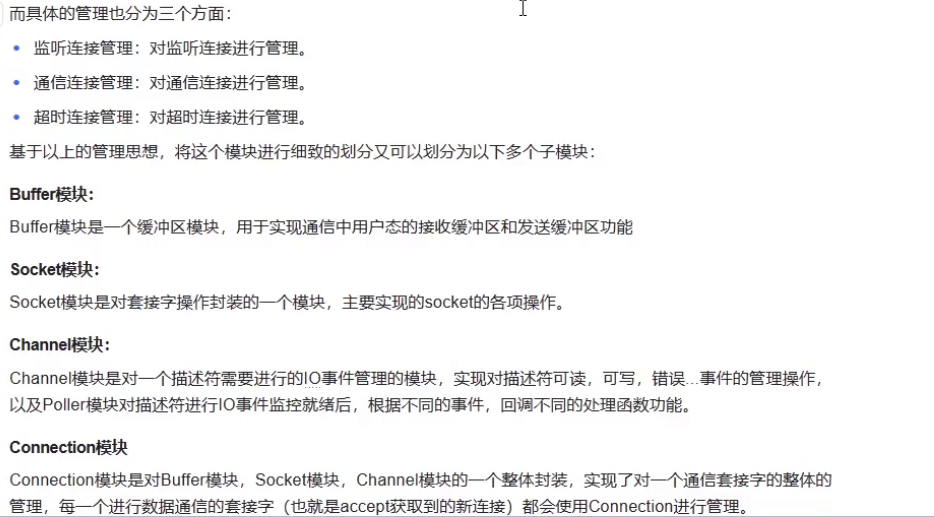 而具体的管理也分为三个方面：
监听连接管理：对监听连接进行管理。
通信连接管理：对通信连接进行管理。
超时连接管理：对超时连接进行管理。
基于以上的管理思想，将这个模块进行细致的划分又可以划分为以下多个子模块：
Buffer模块：
Buffer模块是一个缓冲区模块，用于实现通信中用户态的接收缓冲区和发送缓冲区功能
Socket模块：
Socket模块是对套接字操作封装的一个模块，主要实现的socket的各项操作。
Channel模块：
Channel模块是对一个描述符需要进行的IO事件管理的模块，实现对描述符可读，可写，错误...事件的管理操作，
以及Poller模块对描述符进行IO事件监控就绪后，根据不同的事件，回调不同的处理函数功能。
Connection模块
Connection模块是对Buffer模块，Socket模块，Channel模块的一个整体封装，实现了对一个通信套接字的整体的
管理，每一个进行数据通信的套接字（也就是accept获取到的新连接）都会使用Connection进行管理。